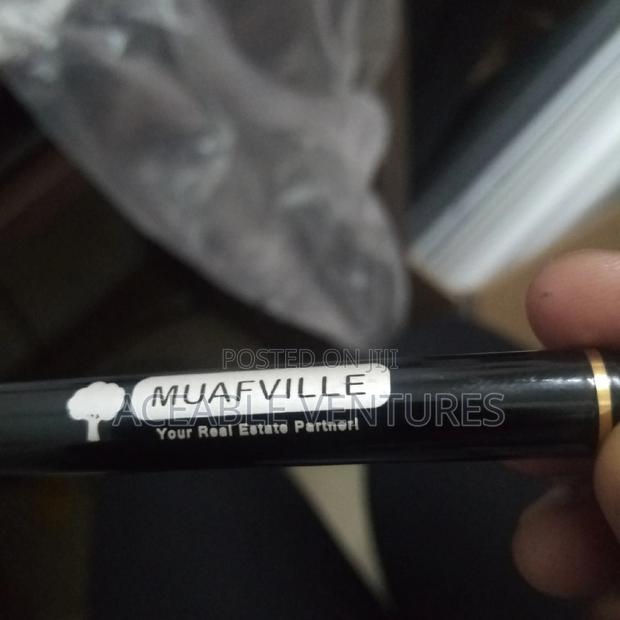 POSTED ON JIJI
MUAFVILLE
ACEABLE VENTURES
Your Real Estate Partner!